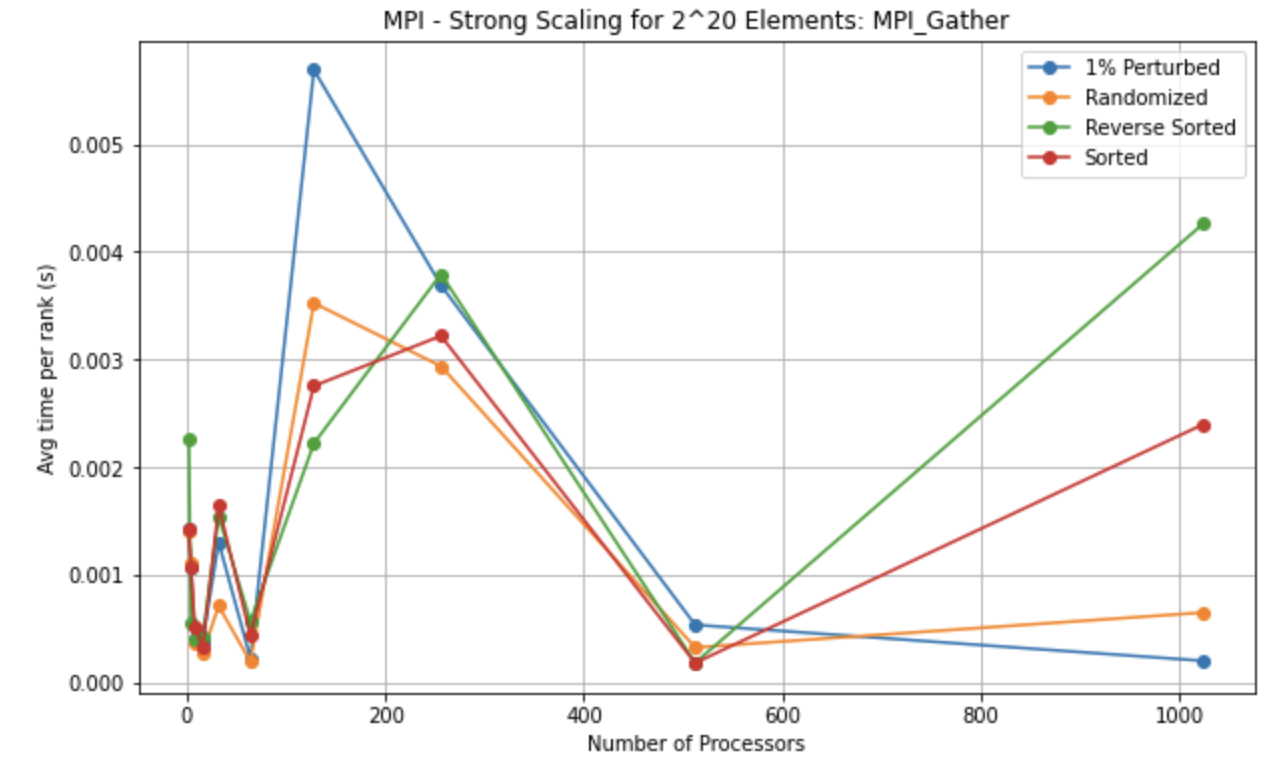 MPI - Strong Scaling for 2^20 Elements: MPI_Gather
1% Perturbed
Randomized
Reverse Sorted
Sorted
Avg time per rank (s)
0.005
0.004
0.003
0.002
0.001
0.000
0 200 400 600 800 1000
Number of Processors